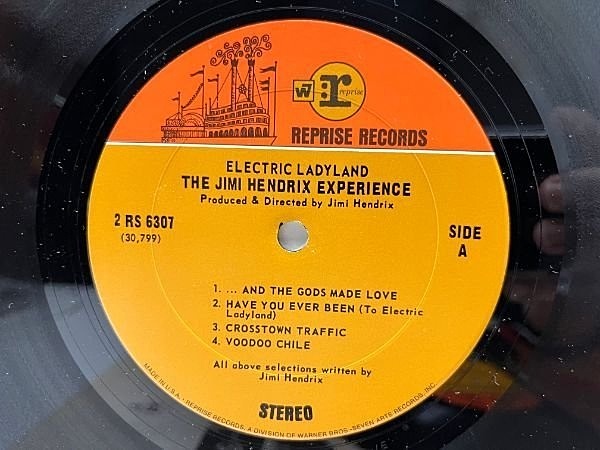 W7
r: reprise
REPRISE RECORDS
ELECTRIC LADYLAND
THE JIMI HENDRIX EXPERIENCE
Produced & Directed by Jimi Hendrix
2 RS 6307
(30,799)
SIDE
A
1. ... AND THE GODS MADE LOVE
2. HAVE YOU EVER BEEN (To Electric
Ladyland)
3. CROSSTOWN TRAFFIC
4. VOODOO CHILE
All above selections written by
Jimi Hendrix
STEREO
MADE IN U.S.A. - REPRISE RECORDS, A DIVISION OF WARNER BROS.-SEVEN ARTS RECORDS, INC.